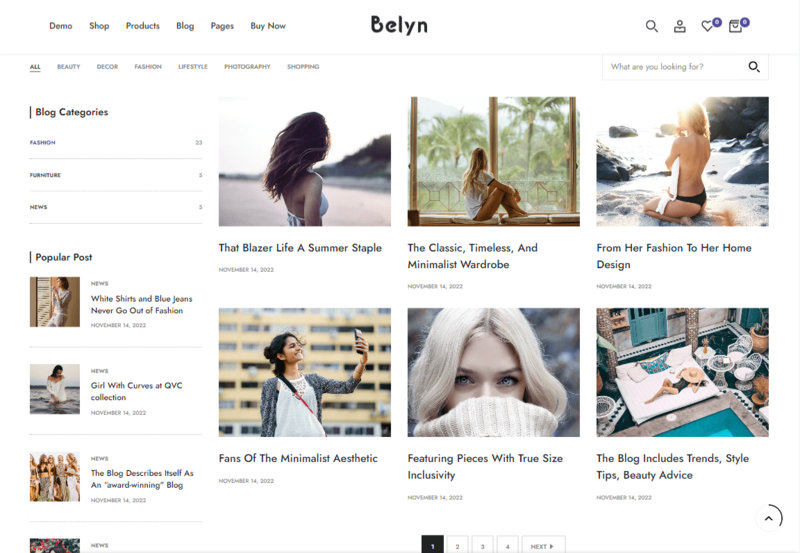 Demo Shop Products Blog Pages Buy Now
Belyn
0 0
ALL BEAUTY DECOR FASHION LIFESTYLE PHOTOGRAPHY SHOPPING
What are you looking for?
Blog Categories
FASHION 23
FURNITURE 5
NEWS 5
Popular Post
NEWS
White Shirts and Blue Jeans
Never Go Out of Fashion
NOVEMBER 14, 2022
NEWS
Girl With Curves at QVC
collection
NOVEMBER 14, 2022
NEWS
The Blog Describes Itself As
An "award-winning" Blog
NOVEMBER 14, 2022
NEWS
That Blazer Life A Summer Staple
NOVEMBER 14, 2022
The Classic, Timeless, And
Minimalist Wardrobe
NOVEMBER 14, 2022
From Her Fashion To Her Home
Design
NOVEMBER 14, 2022
Fans Of The Minimalist Aesthetic
NOVEMBER 14, 2022
Featuring Pieces With True Size
Inclusivity
NOVEMBER 14, 2022
The Blog Includes Trends, Style
Tips, Beauty Advice
NOVEMBER 14, 2022
1 2 3 4 NEXT